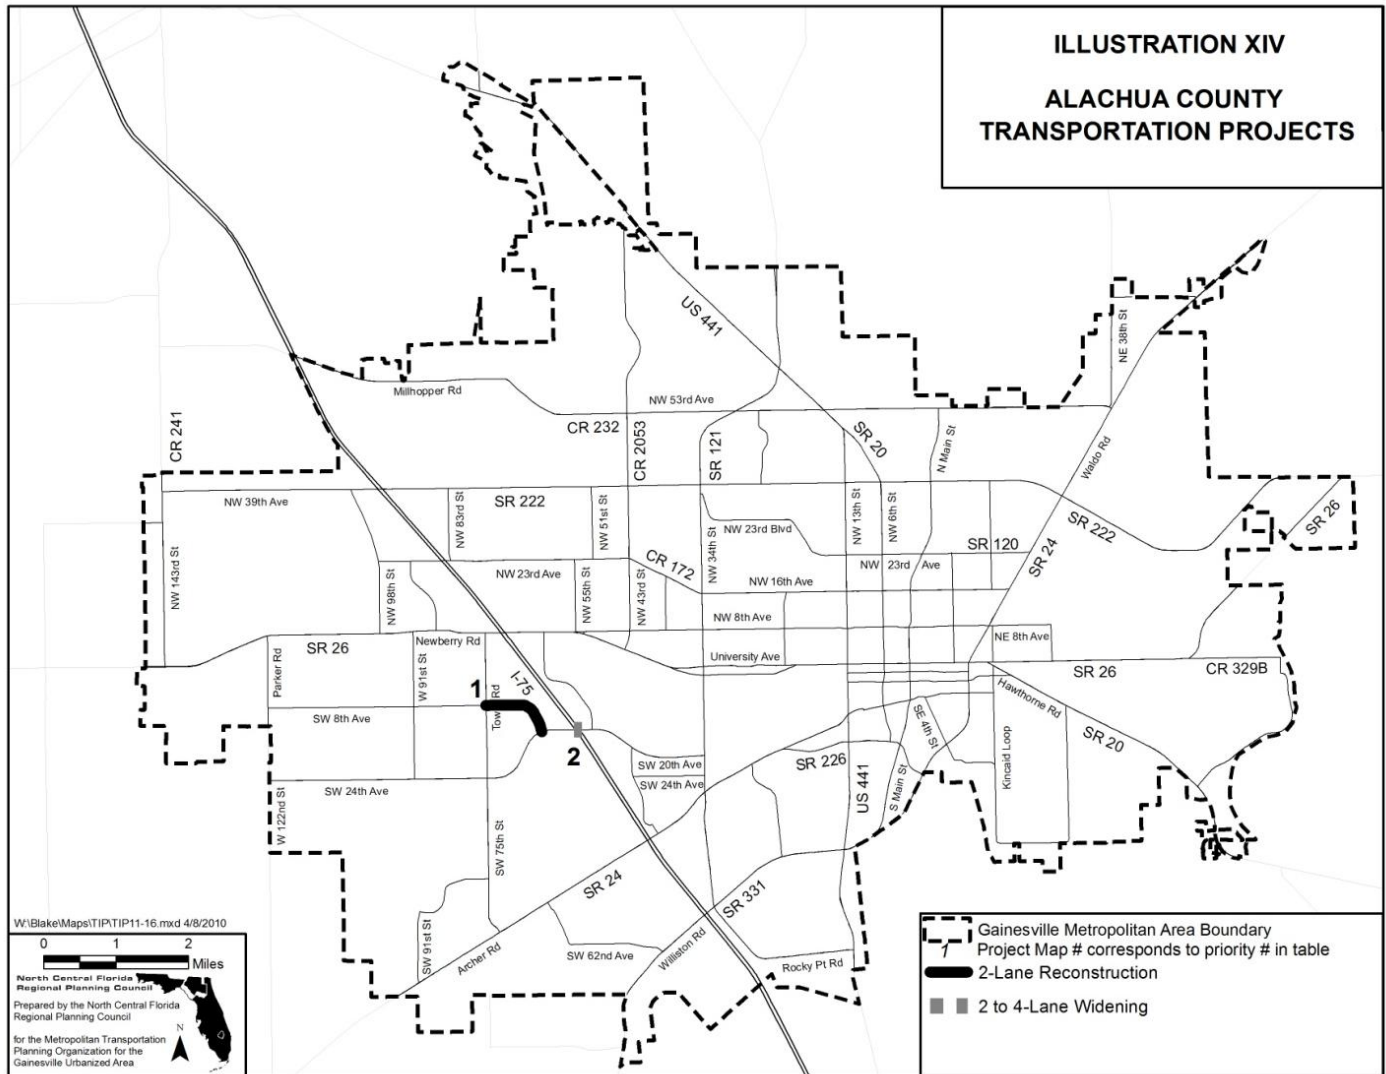 ILLUSTRATION XIV
ALACHUA COUNTY
TRANSPORTATION PROJECTS
US 441
NE 38th St
Millhopper Rd
NW 53rd Ave
CR 241
CR 232
CR 2053
SR 121
SR 20
N Main St
Waldo Rd
NW 39th Ave
NW 83rd St
SR 222
NW 51st St
NW 13th St
NW 6th St
SR 222
SR 26
NW 143rd St
NW 98th St
NW 23rd Ave
NW 55th St
NW 43rd St
CR 172
NW 34th St
NW 23rd Blvd
NW 16th Ave
NW 23rd Ave
SR 120
SR 24
NW 8th Ave
NE 8th Ave
SR 26
Newberry Rd
University Ave
SR 26
CR 329B
Parker Rd
W 91st St
1
Rd
I-75
Hawthorne Rd
SW 8th Ave
2
SE 4th St
SR 20
SW 20th Ave
SW 24th Ave
SR 226
US 441
S Main St
Kincaid Loop
SW 24th Ave
W 122nd St
SW 75th St
SR 24
SR 331
SW 91st St
Archer Rd
SW 62nd Ave
Williston Rd
Rocky Pt Rd
W:\Blake\Maps\TIP\TIP11-16.mxd 4/8/2010
0 1 2
Miles
North Central Florida
Regional Planning Council
Prepared by the North Central Florida
Regional Planning Council
N
for the Metropolitan Transportation
Planning Organization for the
Gainesville Urbanized Area
Gainesville Metropolitan Area Boundary
1 Project Map # corresponds to priority # in table
2-Lane Reconstruction
2 to 4-Lane Widening